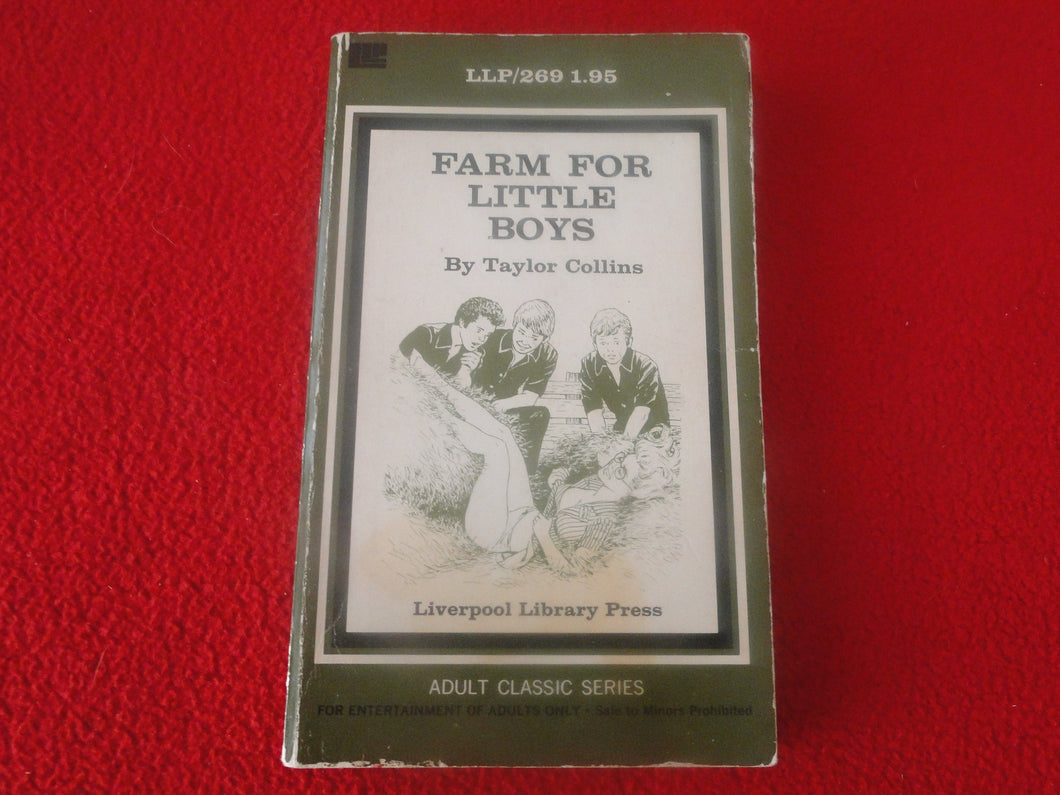 LLP/269 1.95
FARM FOR
LITTLE
BOYS
By Taylor Collins
Liverpool Library Press
ADULT CLASSIC SERIES
FOR ENTERTAINMENT OF ADULTS ONLY • Sale to Minors Prohibited